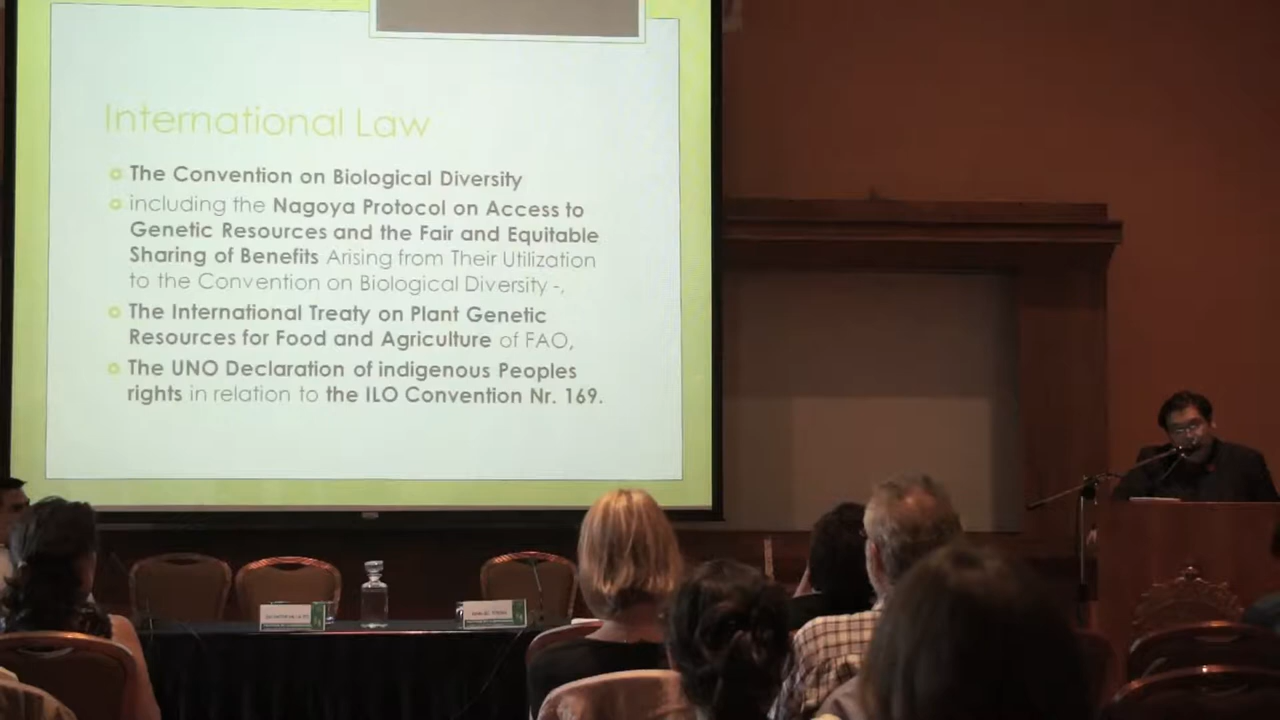 International Law
The Convention on Biological Diversity
including the Nagoya Protocol on Access to
Genetic Resources and the Fair and Equitable
Sharing of Benefits Arising from Their Utilization
to the Convention on Biological Diversity -,
The International Treaty on Plant Genetic
Resources for Food and Agriculture of FAO,
The UNO Declaration of indigenous Peoples
rights in relation to the ILO Convention Nr. 169.